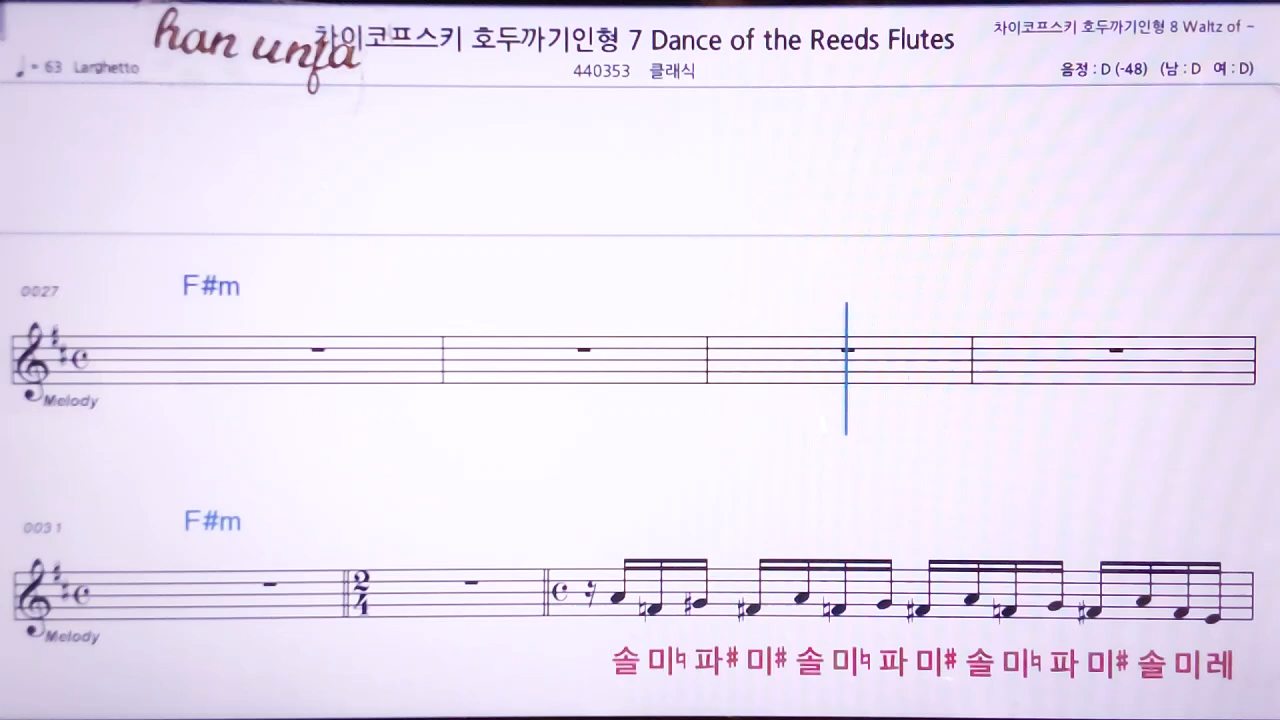 han unfa
차이코프스키 호두까기인형 7 Dance of the Reeds Flutes
차이코프스키 호두까기인형 8 Waltz of ~
♩ = 63 Larghetto
440353 클래식
음정 : D (-48) (남 : D 여 : D)
0027
F#m
Melody
0031
F#m
2
4
Melody
솔 미♮ 파# 미# 솔 미♮ 파 미# 솔 미♮ 파 미# 솔 미 레